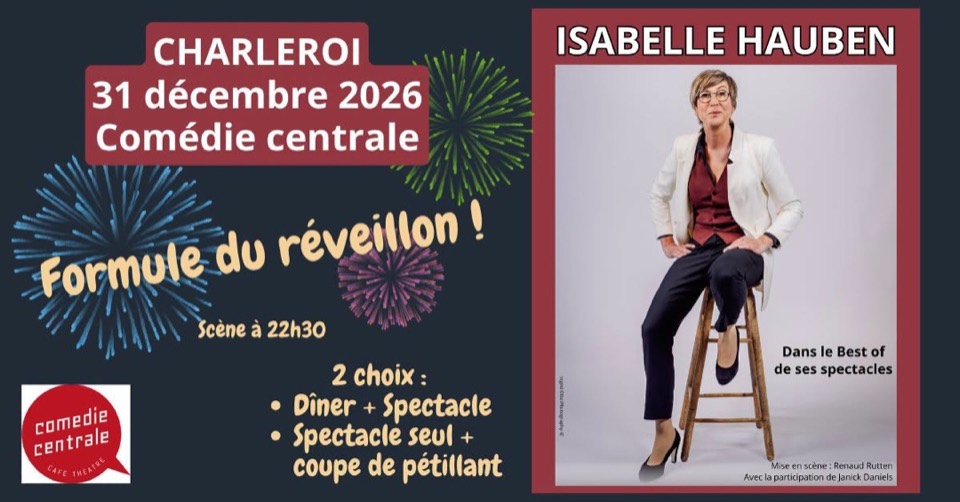 CHARLEROI
31 décembre 2026
Comédie centrale
Formule du réveillon !
Scène à 22h30
2 choix :
• Dîner + Spectacle
• Spectacle seul +
coupe de pétillant
comedie
centrale
CAFE THEATRE
ISABELLE HAUBEN
Dans le Best of
de ses spectacles
Mise en scène : Renaud Rutten
Avec la participation de Janick Daniels